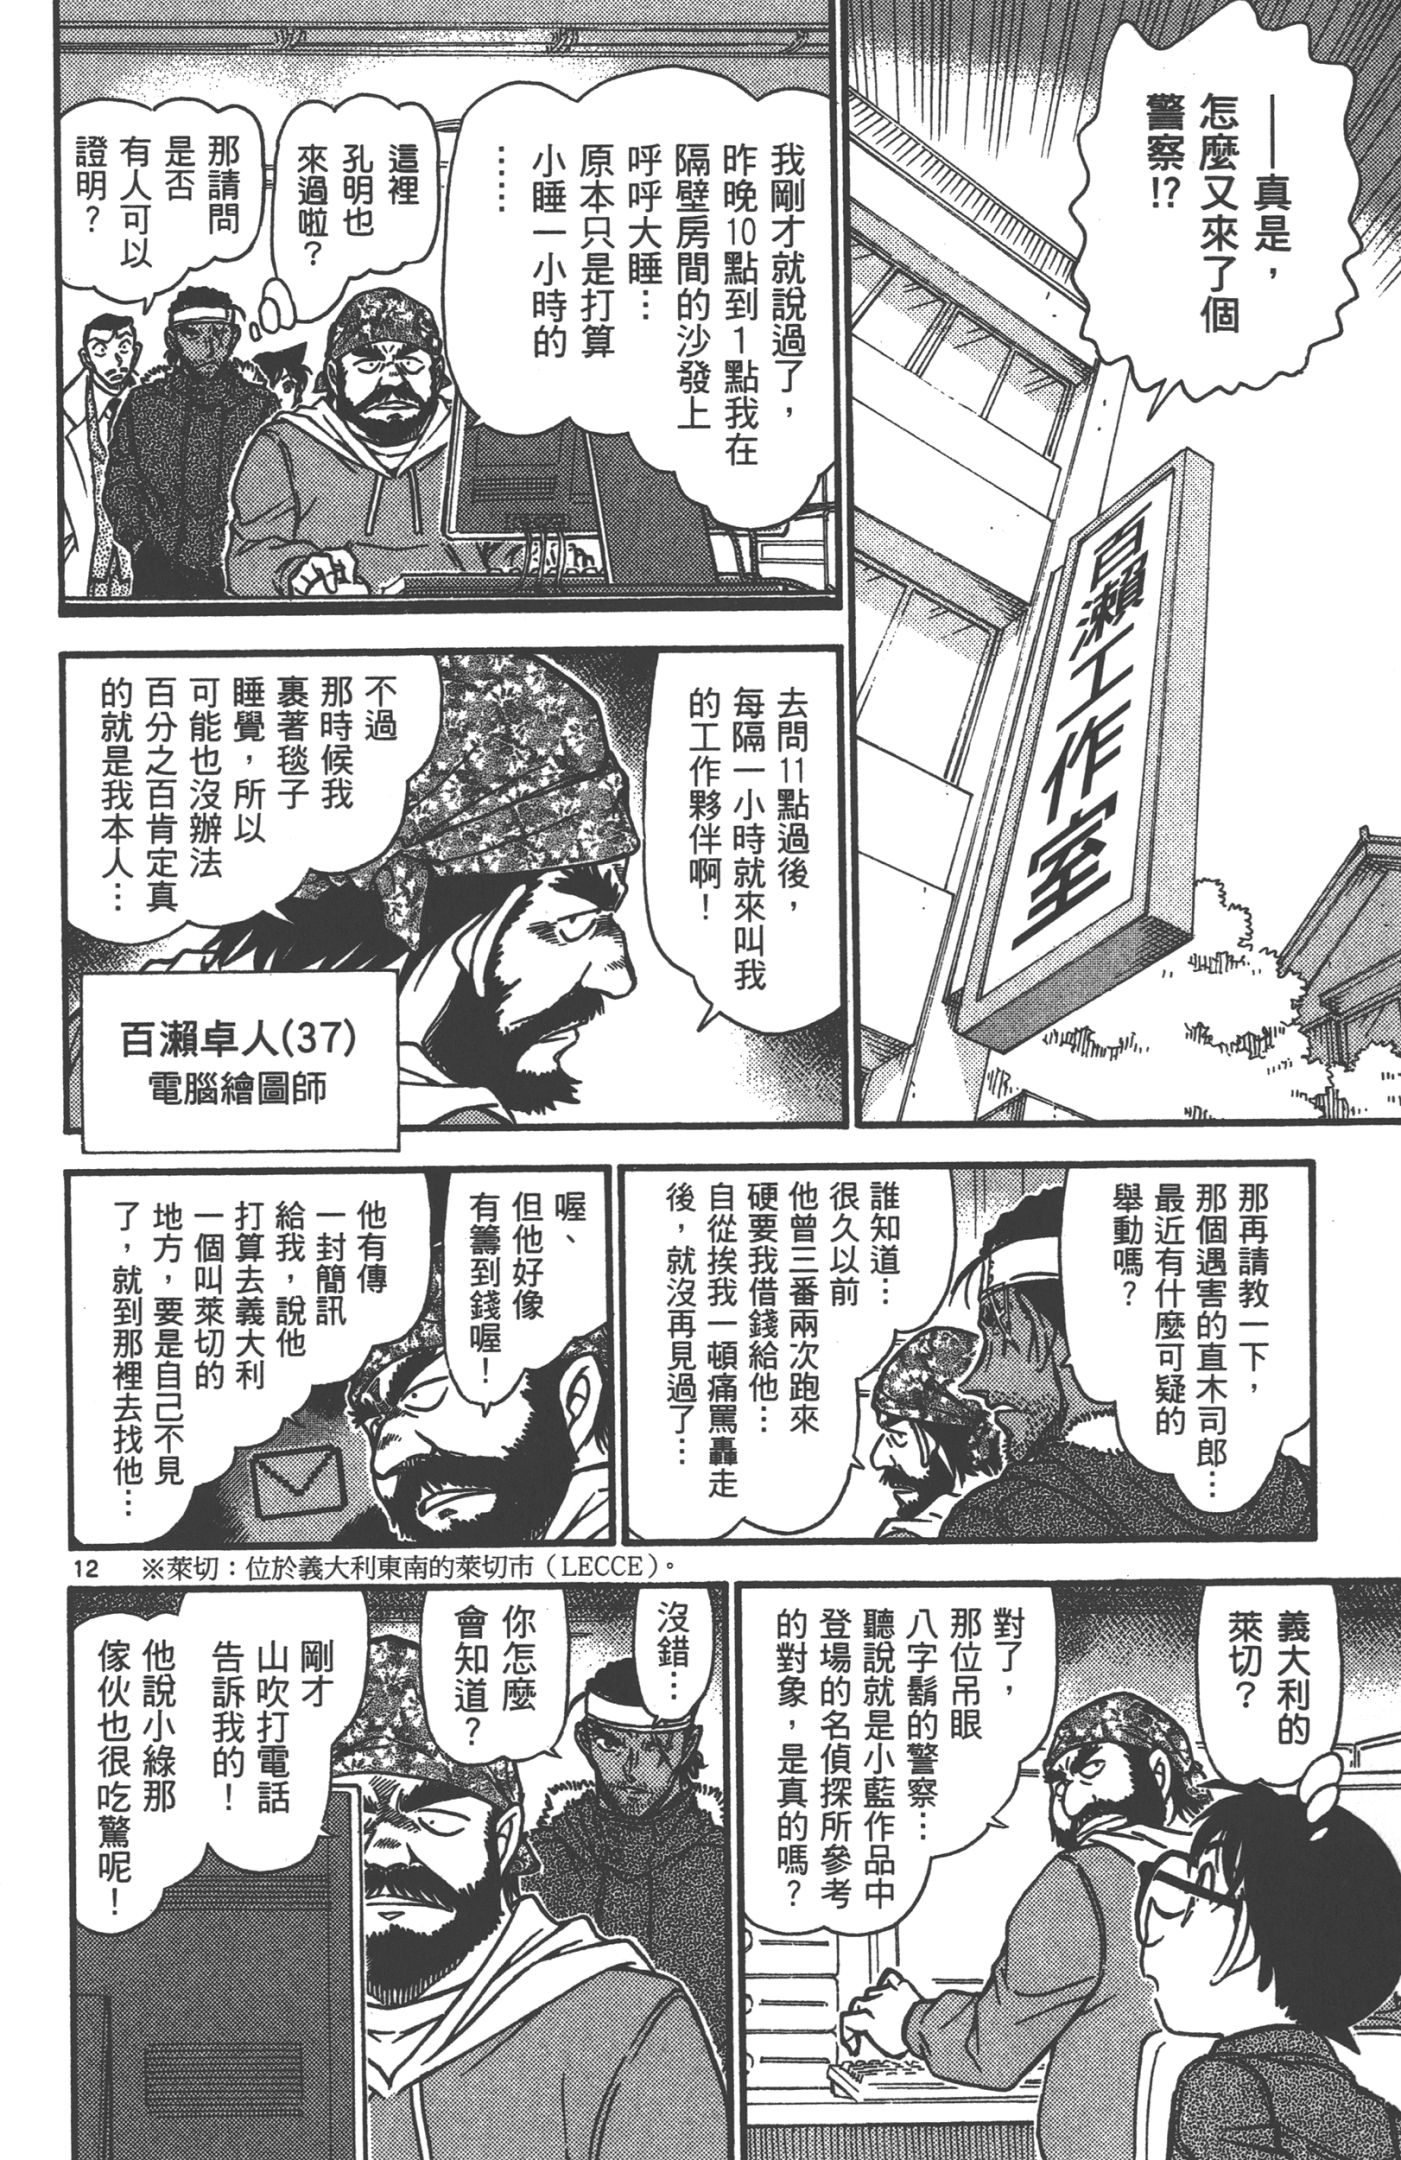 ——真是，
怎麼又來了個
警察!?
百瀨工作室
我剛才就說過了，
昨晚10點到1點我在
隔壁房間的沙發上
呼呼大睡…
原本只是打算
小睡一小時的
……
這裡
孔明也
來過啦？
那請問
是否
有人可以
證明？
去問11點過後，
每隔一小時就來叫我
的工作夥伴啊！
不過
那時候我
裹著毯子
睡覺，所以
可能也沒辦法
百分之百肯定真
的就是我本人…
百瀨卓人(37)
電腦繪圖師
那再請教一下，
那個遇害的直木司郎…
最近有什麼可疑的
舉動嗎？
誰知道…
很久以前
他曾三番兩次跑來
硬要我借錢給他…
自從挨我一頓痛罵轟走
後，就沒再見過了…
喔、
但他好像
有籌到錢喔！
他有傳
一封簡訊
給我，說他
打算去義大利
一個叫萊切的
地方，要是自己不見
了，就到那裡去找他…
12
※萊切：位於義大利東南的萊切市（LECCE）。
義大利的
萊切？
對了，
那位吊眼
八字鬍的警察…
聽說就是小藍作品中
登場的名偵探所參考
的對象，是真的嗎？
沒錯…
你怎麼
會知道？
剛才
山吹打電話
告訴我的！
他說小綠那
傢伙也很吃驚呢！